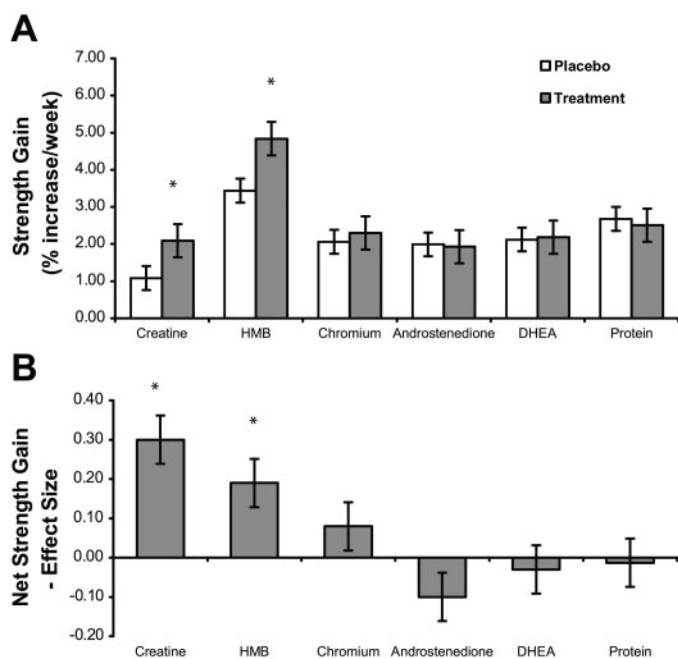 A
Strength Gain
(% increase/week)
7.00
6.00
5.00
4.00
3.00
2.00
1.00
0.00
Placebo
Treatment
*
*
Creatine HMB Chromium Androstenedione DHEA Protein
B
Net Strength Gain
- Effect Size
0.40
0.30
0.20
0.10
0.00
-0.10
-0.20
*
*
Creatine HMB Chromium Androstenedione DHEA Protein